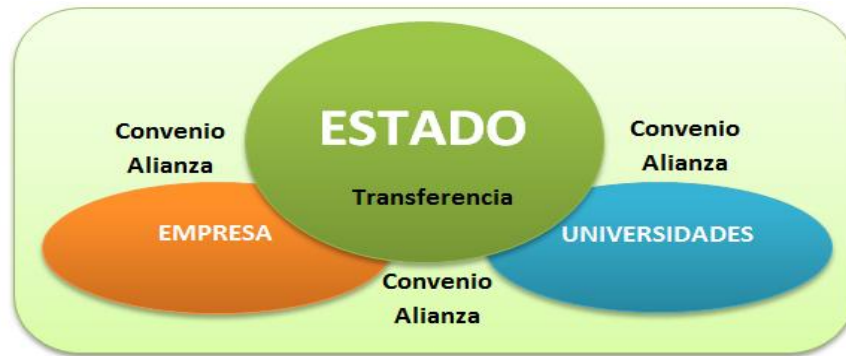 ESTADO
Convenio
Alianza
Convenio
Alianza
Transferencia
EMPRESA
UNIVERSIDADES
Convenio
Alianza